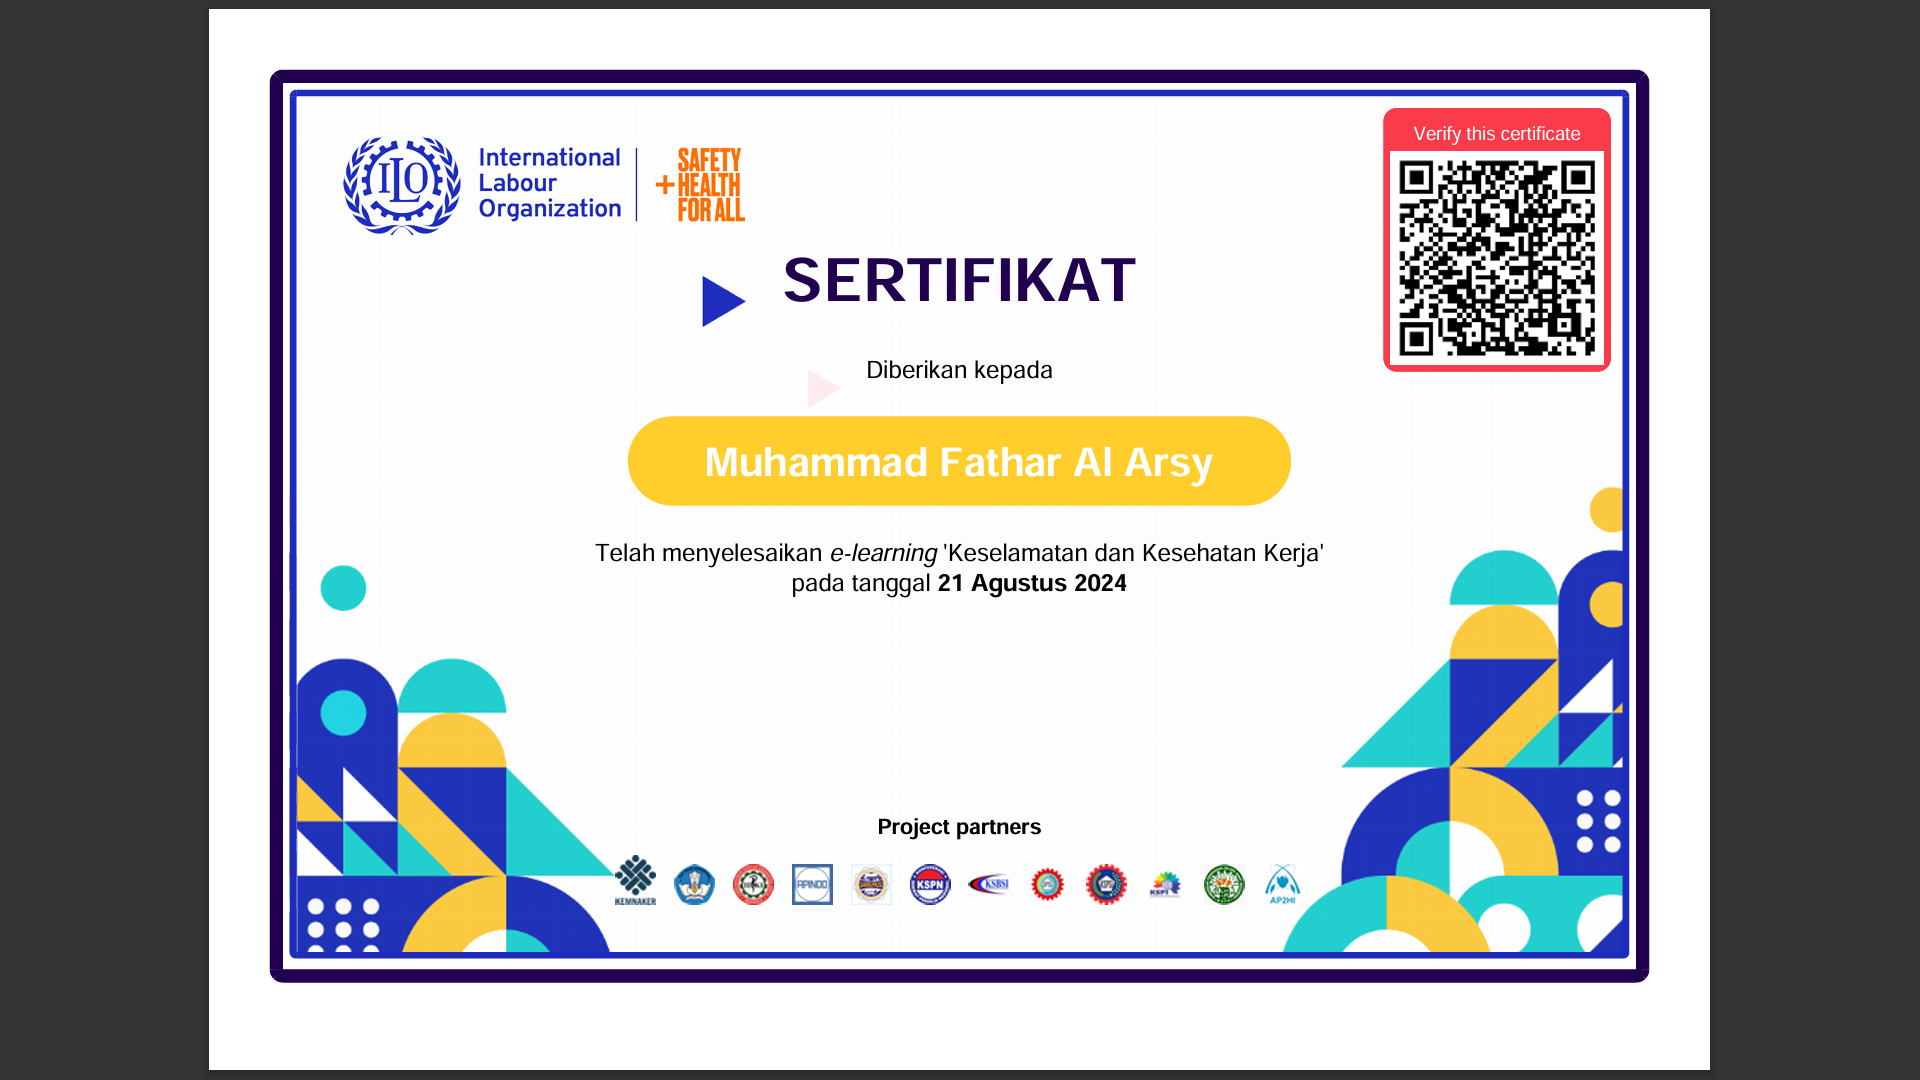 ILO
International
Labour
Organization
+
SAFETY
HEALTH
FOR ALL
Verify this certificate
SERTIFIKAT
Diberikan kepada
Muhammad Fathar Al Arsy
Telah menyelesaikan e-learning 'Keselamatan dan Kesehatan Kerja'
pada tanggal 21 Agustus 2024
Project partners
KEMNAKER
APINDO
KSPN
KSBSI
KSPI
AP2HI